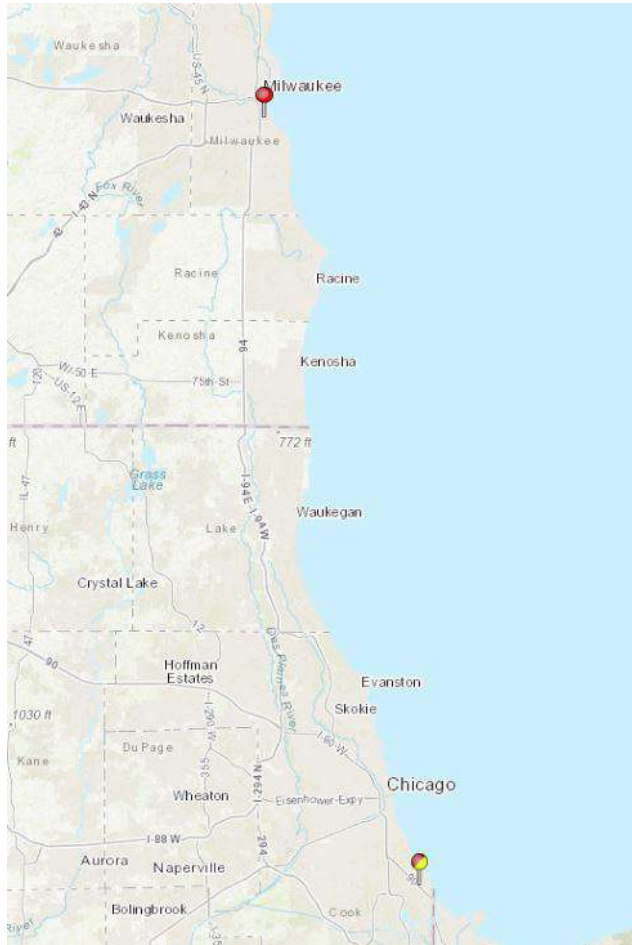 Waukesha
US-45 N
Milwaukee
Waukesha
Milwaukee
Fox River
43
I-43 N
Racine
Racine
Kenosha
94
Kenosha
WI-50 E
75th St
120
US-12 E
ft
772 ft
Grass
Lake
IL-47
I-94 E-I-94 W
Waukegan
Henry
Lake
Crystal Lake
12
47
90
Des Plaines River
Hoffman
Estates
Evanston
Skokie
1030 ft
I-290 W
I-90 W
Kane
Du Page
355
I-294 N
Chicago
Wheaton
Eisenhower-Expy
I-88 W
294
Aurora
Naperville
90
Bolingbrook
Cook
River
I-35